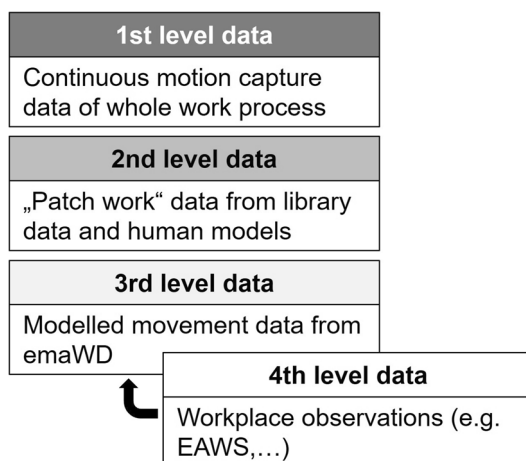 1st level data
Continuous motion capture
data of whole work process
2nd level data
„Patch work“ data from library
data and human models
3rd level data
Modelled movement data from
emaWD
4th level data
Workplace observations (e.g.
EAWS,…)